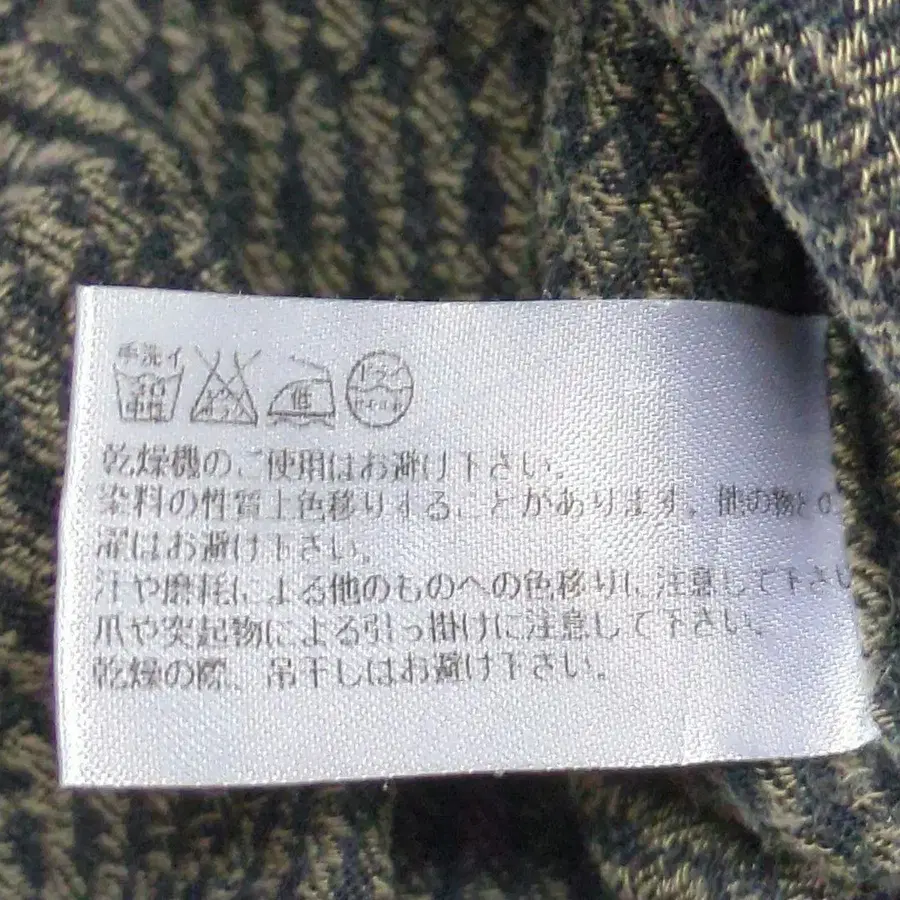 手洗イ
低
ドライ
乾燥機のご使用はお避け下さい。
染料の性質上色移りすることがあります。他の物との
濯はお避け下さい。
汗や磨耗による他のものへの色移りに注意して下さい
爪や突起物による引っ掛けに注意して下さい。
乾燥の際、吊干しはお避け下さい。